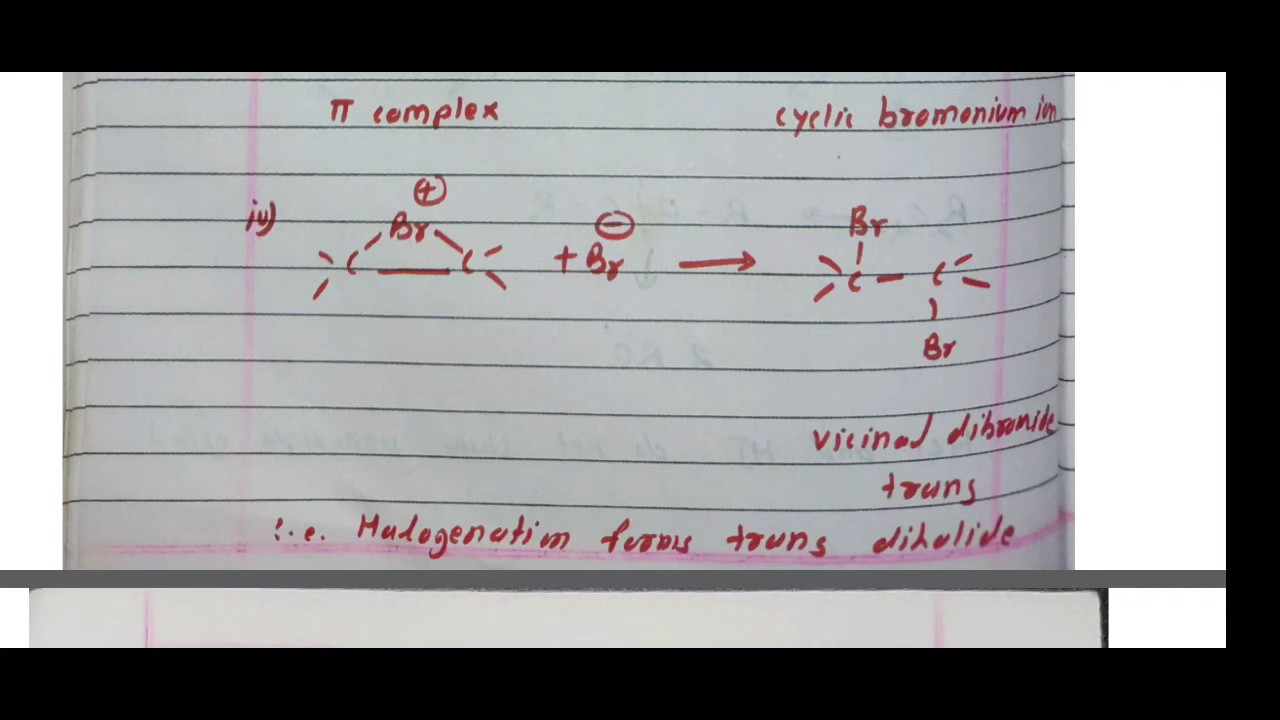 π complex cyclic bromonium ion
⊕
iv) Br ⊖ Br
C C + Br → C - C
Br
vicinal dibromide
trans
i.e. Halogenation forms trans dihalide